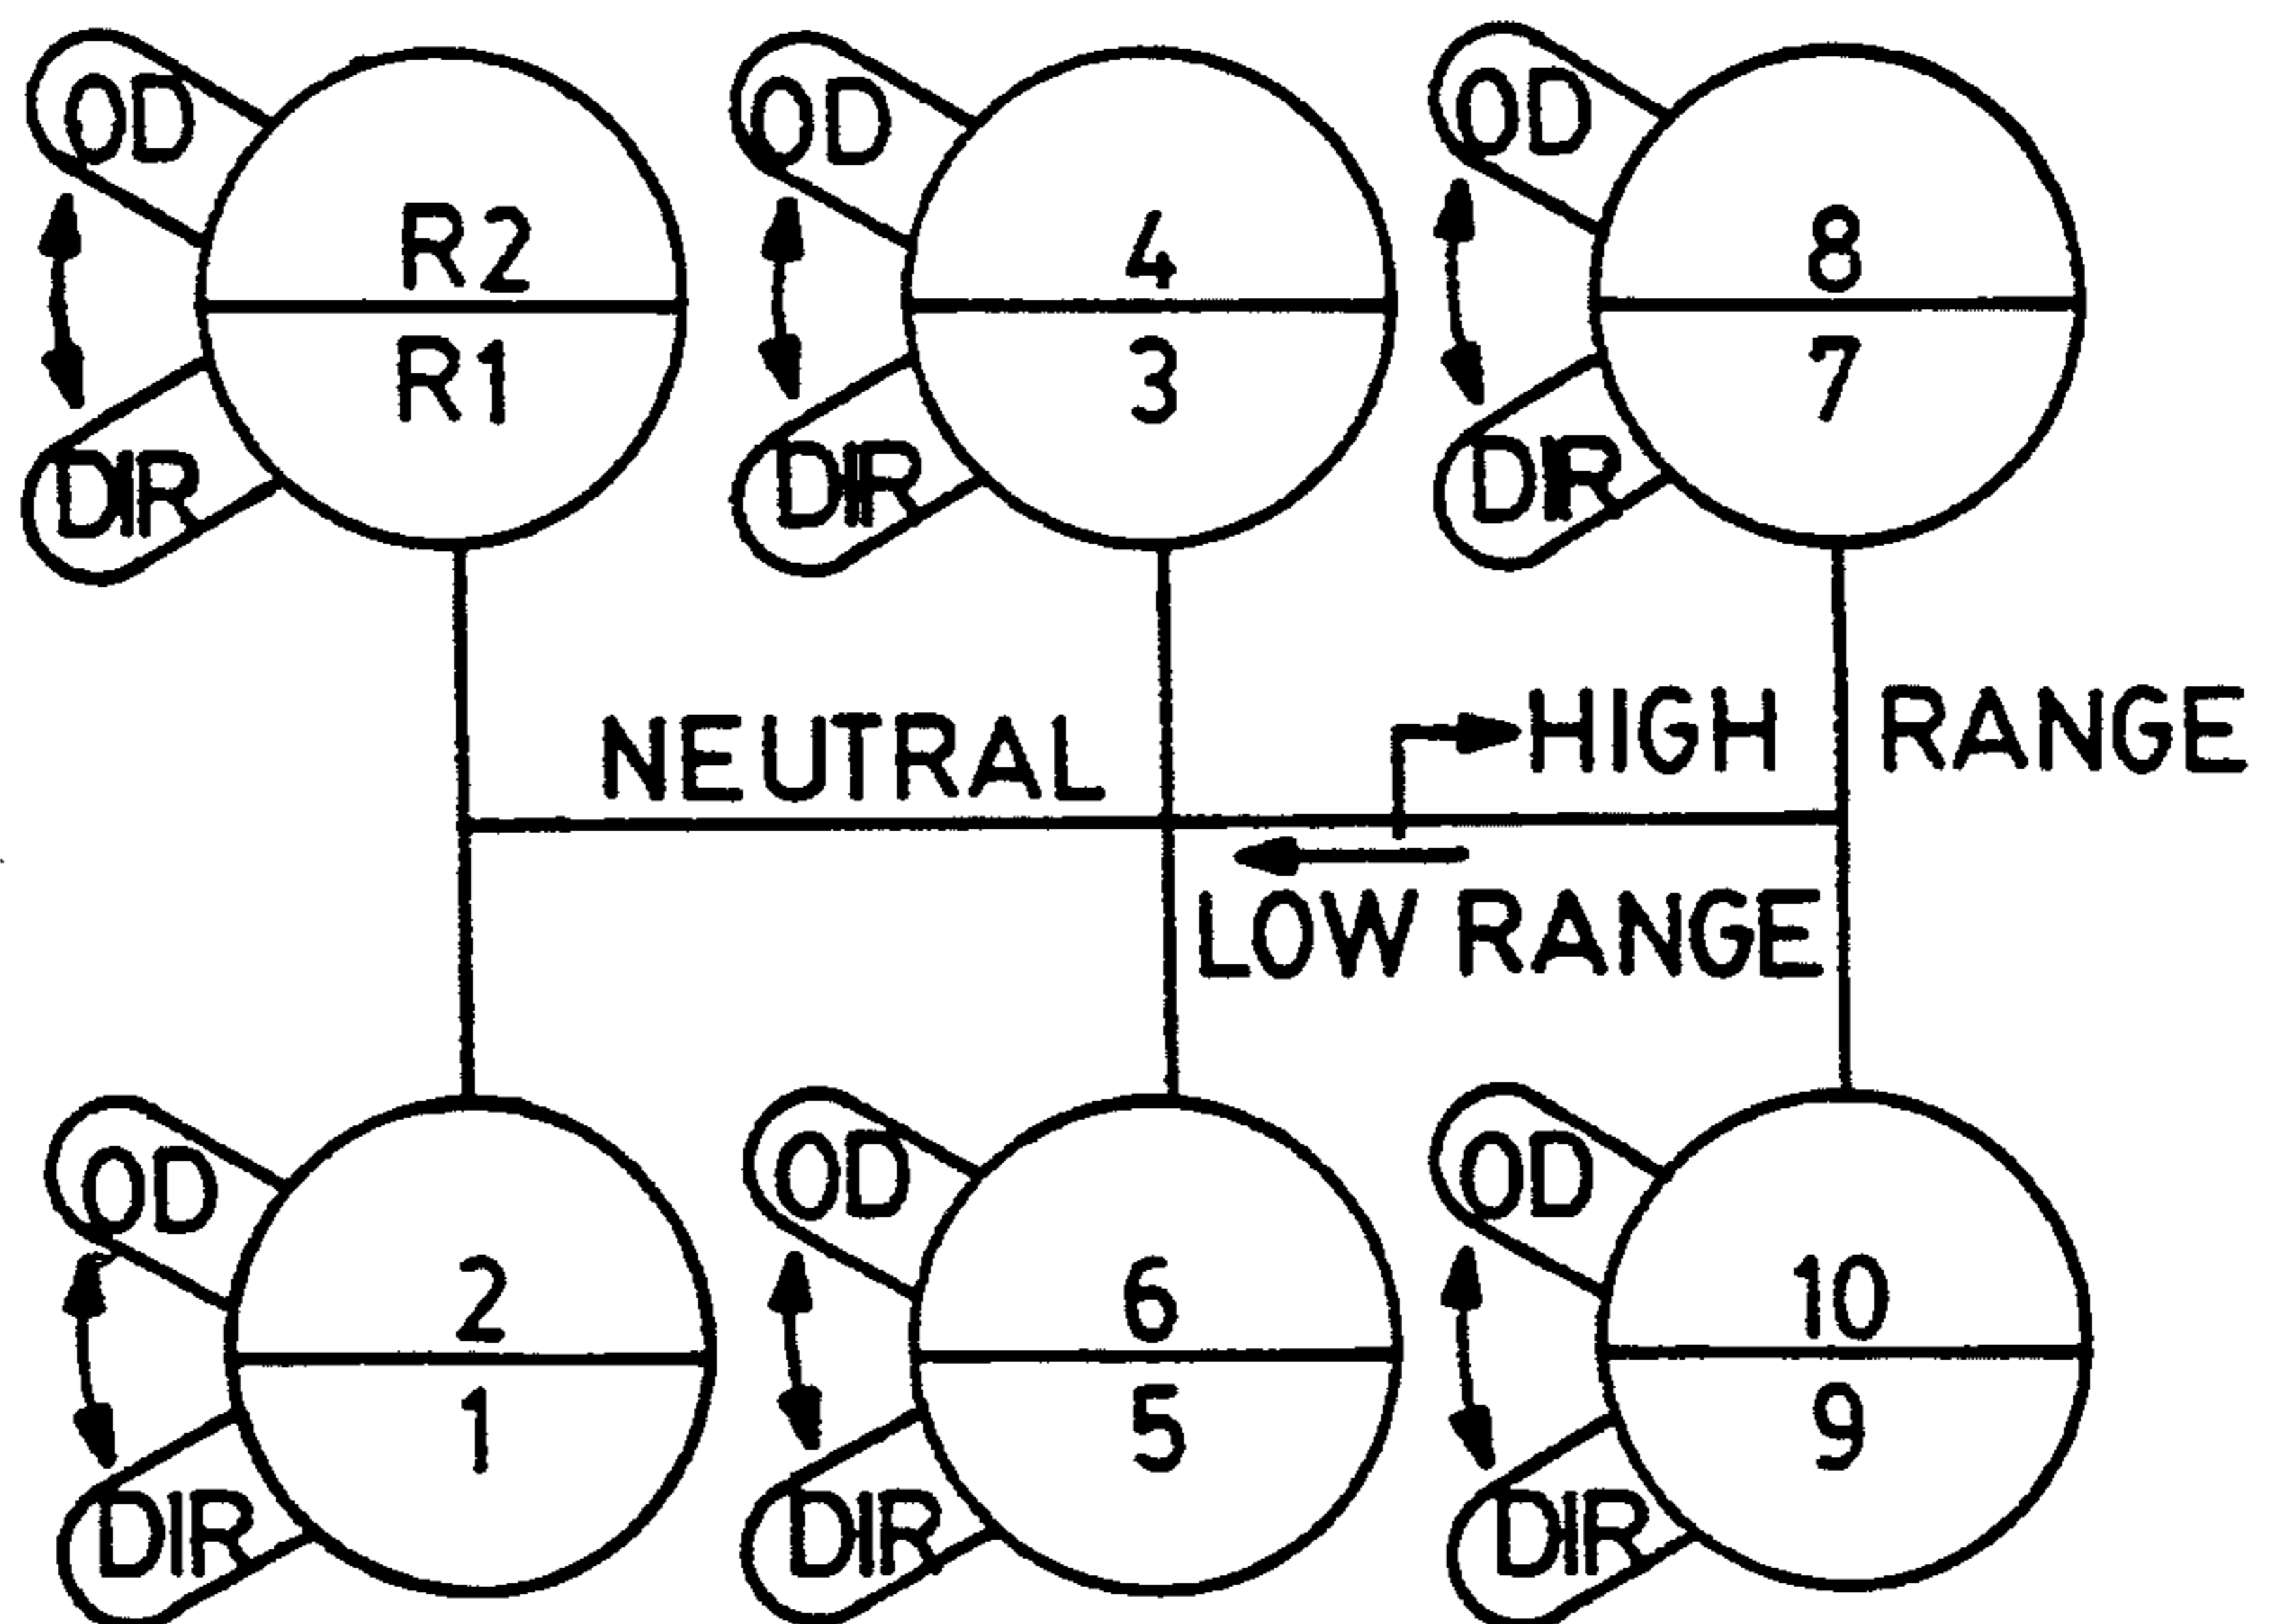 OD OD OD
R2 4 8
R1 3 7
DIR DIR DIR
NEUTRAL HIGH RANGE
LOW RANGE
OD OD OD
2 6 10
1 5 9
DIR DIR DIR